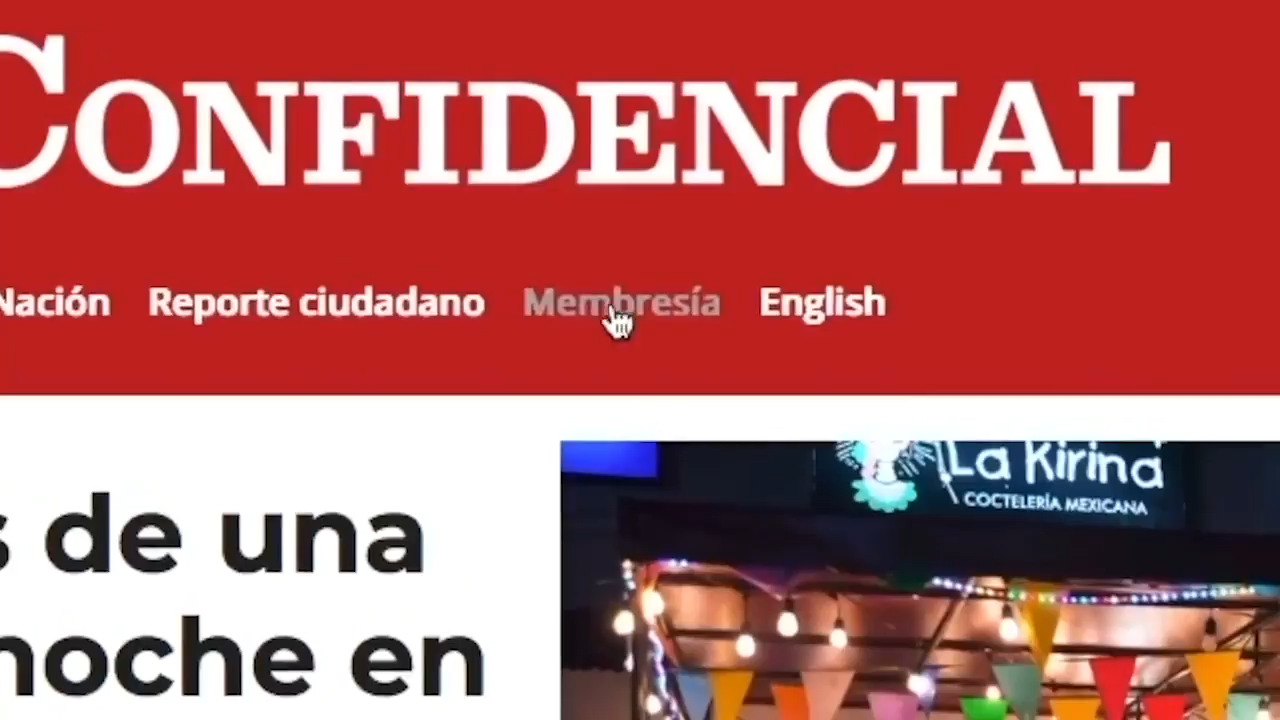 CONFIDENCIAL
Nación Reporte ciudadano Membresía English
La Kirina
COCTELERÍA MEXICANA
s de una
noche en